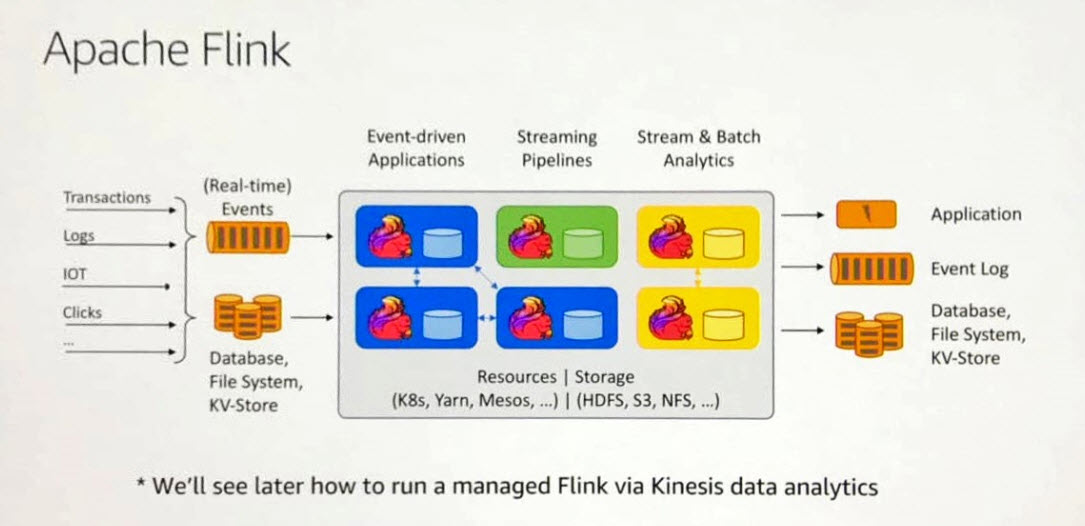 Apache Flink
Event-driven
Applications
Streaming
Pipelines
Stream & Batch
Analytics
Transactions
Logs
IOT
Clicks
...
(Real-time)
Events
Database,
File System,
KV-Store
Resources | Storage
(K8s, Yarn, Mesos, ...) | (HDFS, S3, NFS, ...)
Application
Event Log
Database,
File System,
KV-Store
* We'll see later how to run a managed Flink via Kinesis data analytics